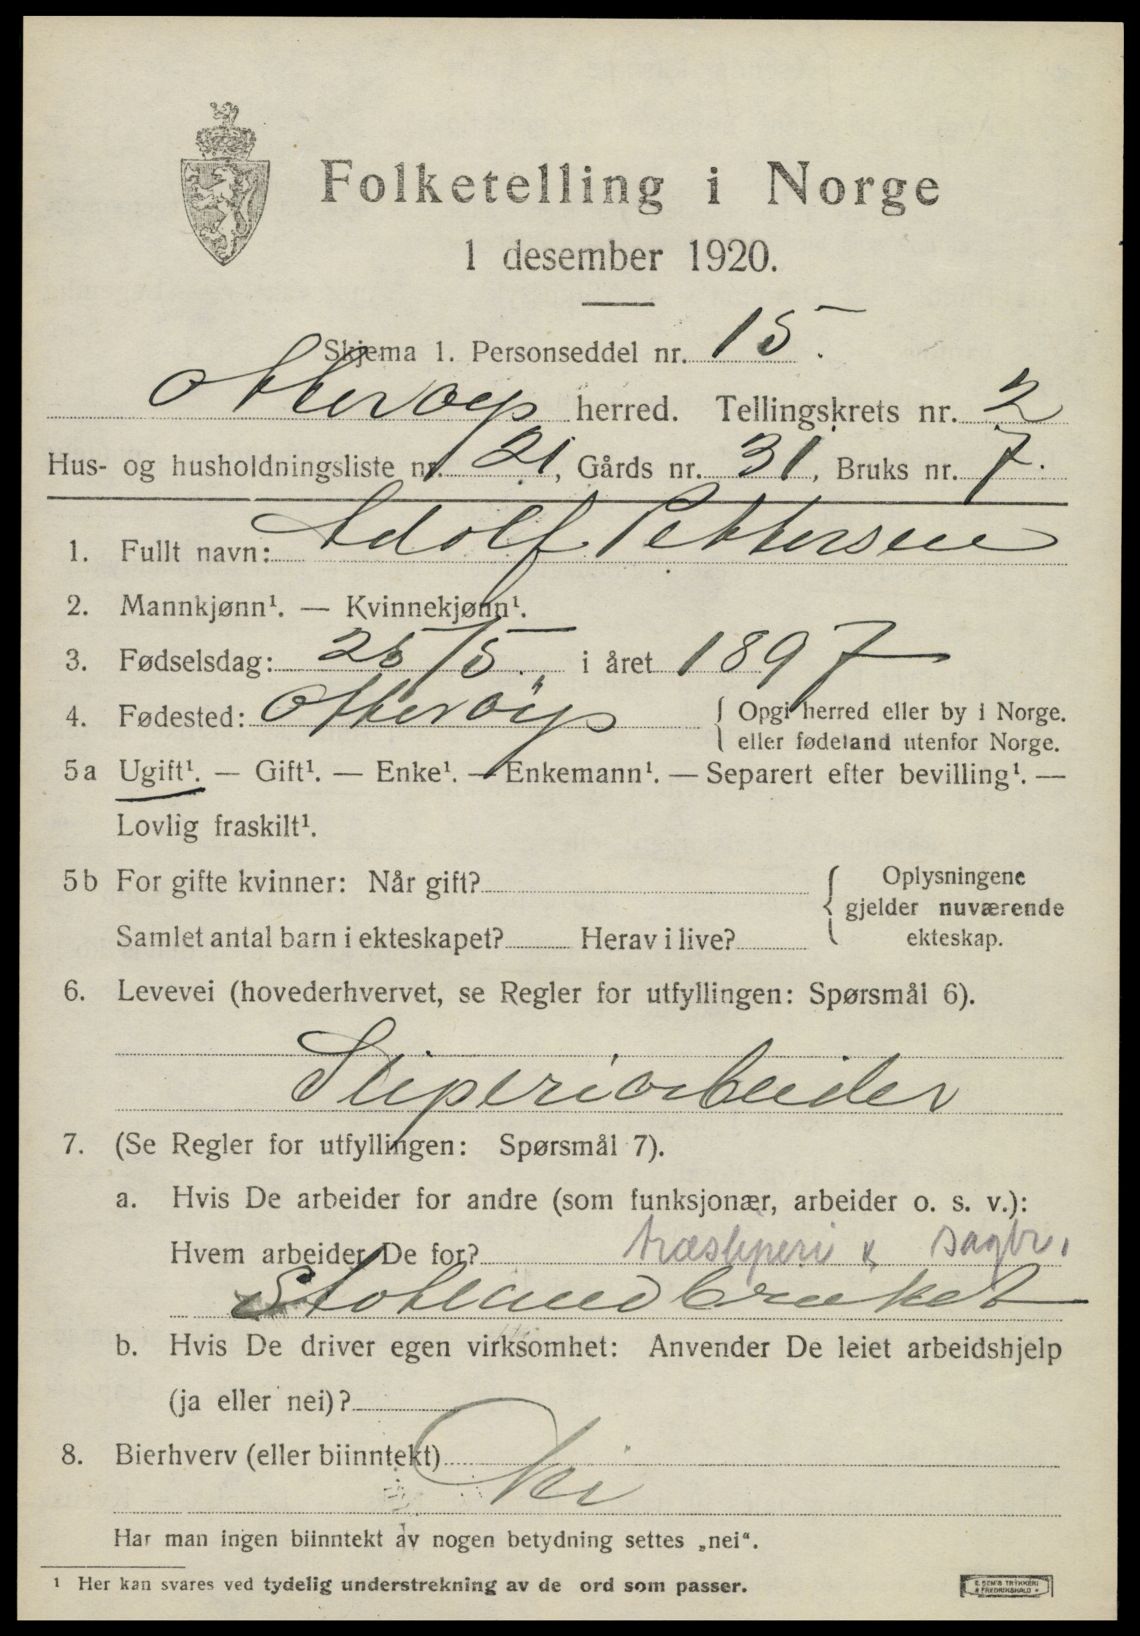 Folketelling i Norge
1 desember 1920.
Skjema 1. Personseddel nr. 15.
Otterøy herred. Tellingskrets nr. 2
Hus- og husholdningsliste nr. 21, Gårds nr. 31, Bruks nr. 7.
1. Fullt navn: Adolf Pettersen
2. Mannkjønn¹. — Kvinnekjønn¹.
3. Fødselsdag: 25/5. i året 1897
4. Fødested: Otterøy { Opgi herred eller by i Norge.
eller fødeland utenfor Norge.
5a Ugift¹. — Gift¹. — Enke¹. — Enkemann¹. — Separert efter bevilling¹. —
Lovlig fraskilt¹.
5b For gifte kvinner: Når gift? { Oplysningene
gjelder nuværende
Samlet antal barn i ekteskapet? Herav i live? ekteskap.
6. Levevei (hovederhvervet, se Regler for utfyllingen: Spørsmål 6).
Sliperiarbeider
7. (Se Regler for utfyllingen: Spørsmål 7).
a. Hvis De arbeider for andre (som funksjonær, arbeider o. s. v.):
Hvem arbeider De for? træsliperi & sagbr.
b. Hvis De driver egen virksomhet: Anvender De leiet arbeidshjelp
(ja eller nei)?
8. Bierhverv (eller biinntekt) Nei
Har man ingen biinntekt av nogen betydning settes „nei“.
¹ Her kan svares ved tydelig understrekning av de ord som passer.
E. SEM'S TRYKKERI
FREDRIKSHALD